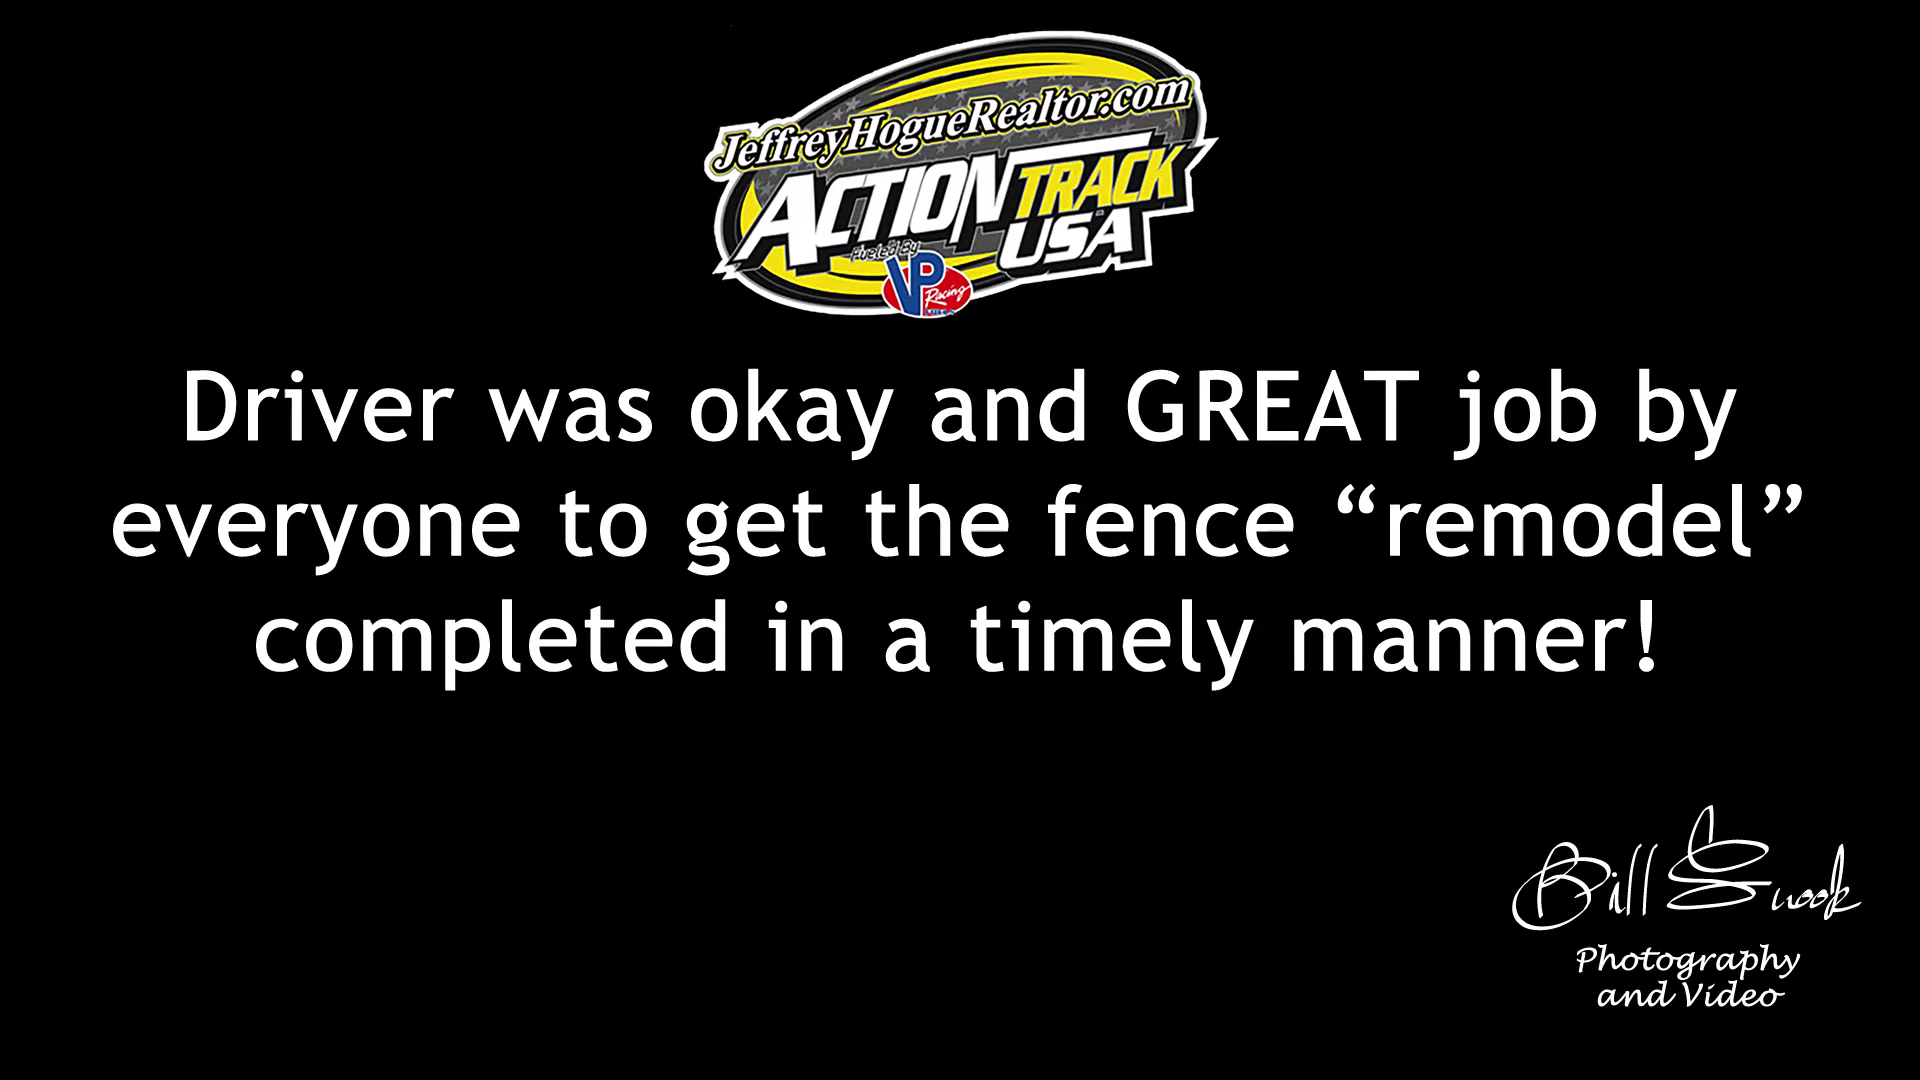 JeffreyHogueRealtor.com
ACTION TRACK
USA
Fueled By
VP
Racing
Driver was okay and GREAT job by
everyone to get the fence “remodel”
completed in a timely manner!
Bill Snook
Photography
and Video